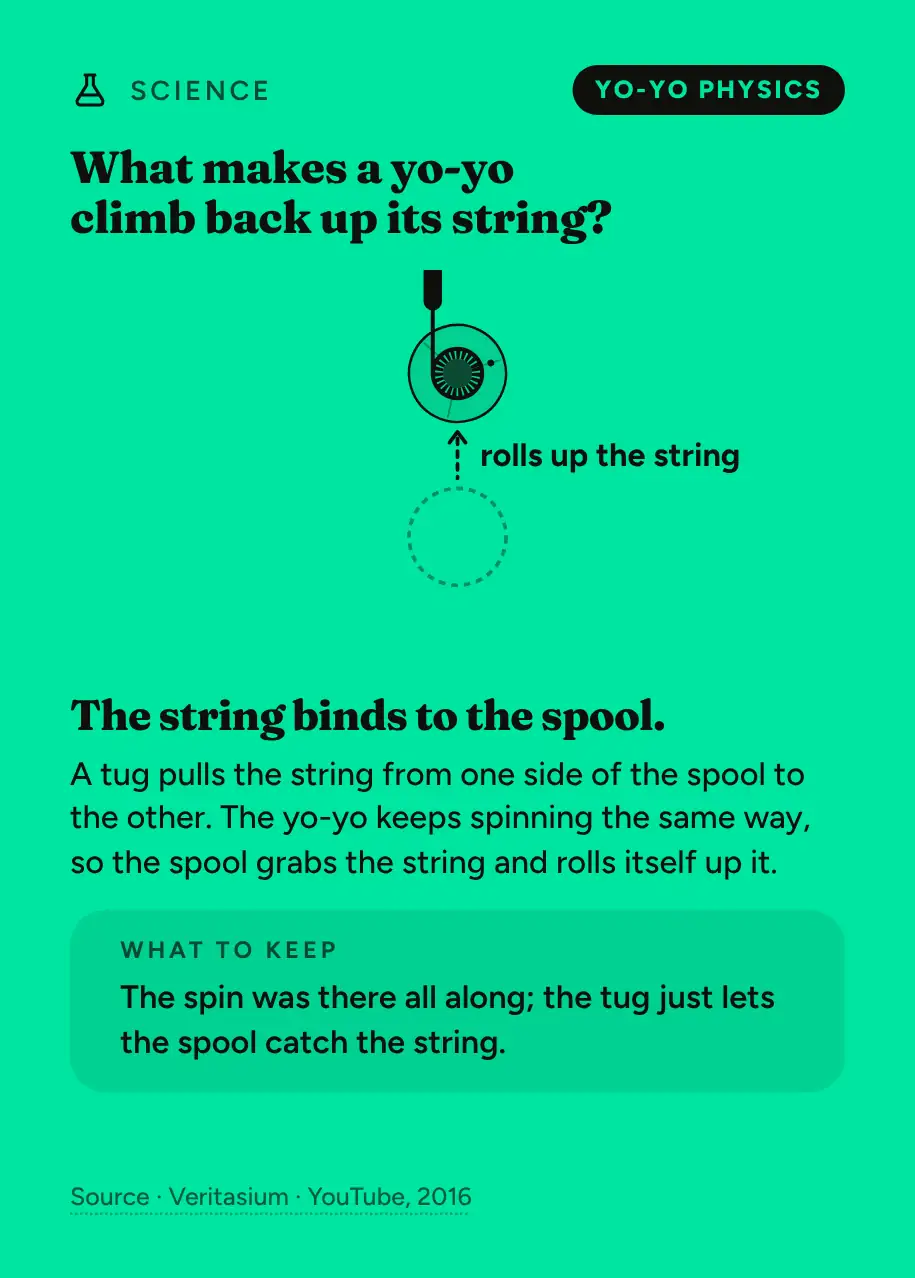 SCIENCE
YO-YO PHYSICS
What makes a yo-yo
climb back up its string?
rolls up the string
The string binds to the spool.
A tug pulls the string from one side of the spool to
the other. The yo-yo keeps spinning the same way,
so the spool grabs the string and rolls itself up it.
WHAT TO KEEP
The spin was there all along; the tug just lets
the spool catch the string.
Source · Veritasium · YouTube, 2016